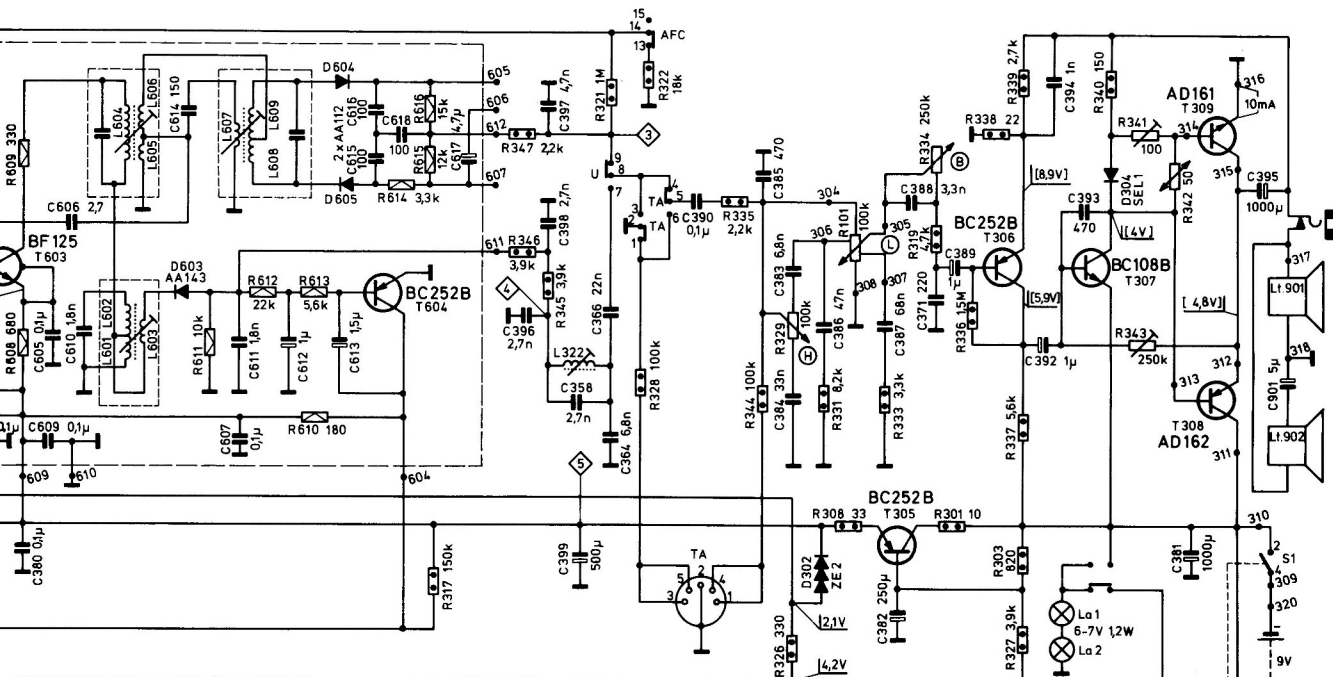 15
14
AFC
13
R322 18k
R321 1M
C397 4,7n
605
606
612
607
R347 2,2k
3
D604
L606
L604
L605
C614 150
L607
L609
L608
2 x AA112
C616 100
C615 100
C618 100
R616 15k
R615 12k
C617 4,7µ
D605
R614 3,3k
R609 330
C606 2,7
BF 125
T603
R608 680
C605 0,1µ
C610 1,8n
L602
L601
L603
D603
AA143
R611 10k
C611 1,8n
R612
22k
C612 1µ
R613
5,6k
C613 1,5µ
BC252B
T604
R610 180
C607 0,1µ
0,1µ
C609 0,1µ
609
610
604
C380 0,1µ
R317 150k
611
R346
3,9k
C398 2,7n
4
R345 3,9k
C396
2,7n
L322
C358
2,7n
C366 22n
C364 6,8n
9
U
8
7
TA
3
2
1
TA
5
4
6
C390
0,1µ
R335
2,2k
C385 470
304
R328 100k
R344 100k
5
C399 500µ
TA
2
5
4
3
1
C383 6,8n
R329 100k
H
C384 33n
306
R101 100k
L
305
308
307
C386 47n
R331 8,2k
C387 68n
R333 3,3k
R334 250k
B
C388 3,3n
R319 4,7k
C371 220
C389
1µ
R336 1,5M
R338 22
R339 2,7k
C394 1n
R340 150
[8,9V]
BC252B
T306
[5,9V]
C392 1µ
R337 5,6k
C393
470
D304
SEL1
[4V]
BC108B
T307
R341
100
314
R342 50
AD161
T309
316
10mA
315
[4,8V]
R343
250k
312
313
T308
AD162
311
C395
1000µ
317
Lt.901
318
C901 5µ
Lt.902
BC252B
T305
R308 33
R301 10
D302
ZE2
C382 250µ
2,1V
R326 330
4,2V
R303
820
R327 3,9k
La 1
6-7V 1,2W
La 2
C381
1000µ
310
2
S1
4
309
320
9V